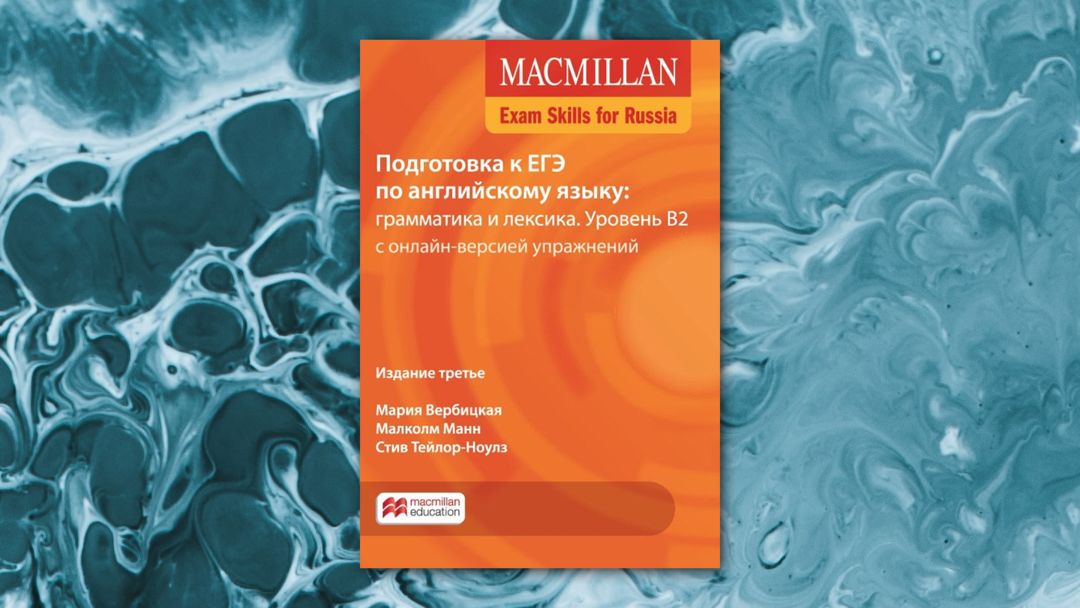 MACMILLAN
Exam Skills for Russia
Подготовка к ЕГЭ
по английскому языку:
грамматика и лексика. Уровень B2
с онлайн-версией упражнений
Издание третье
Мария Вербицкая
Малколм Манн
Стив Тейлор-Ноулз
macmillan
education